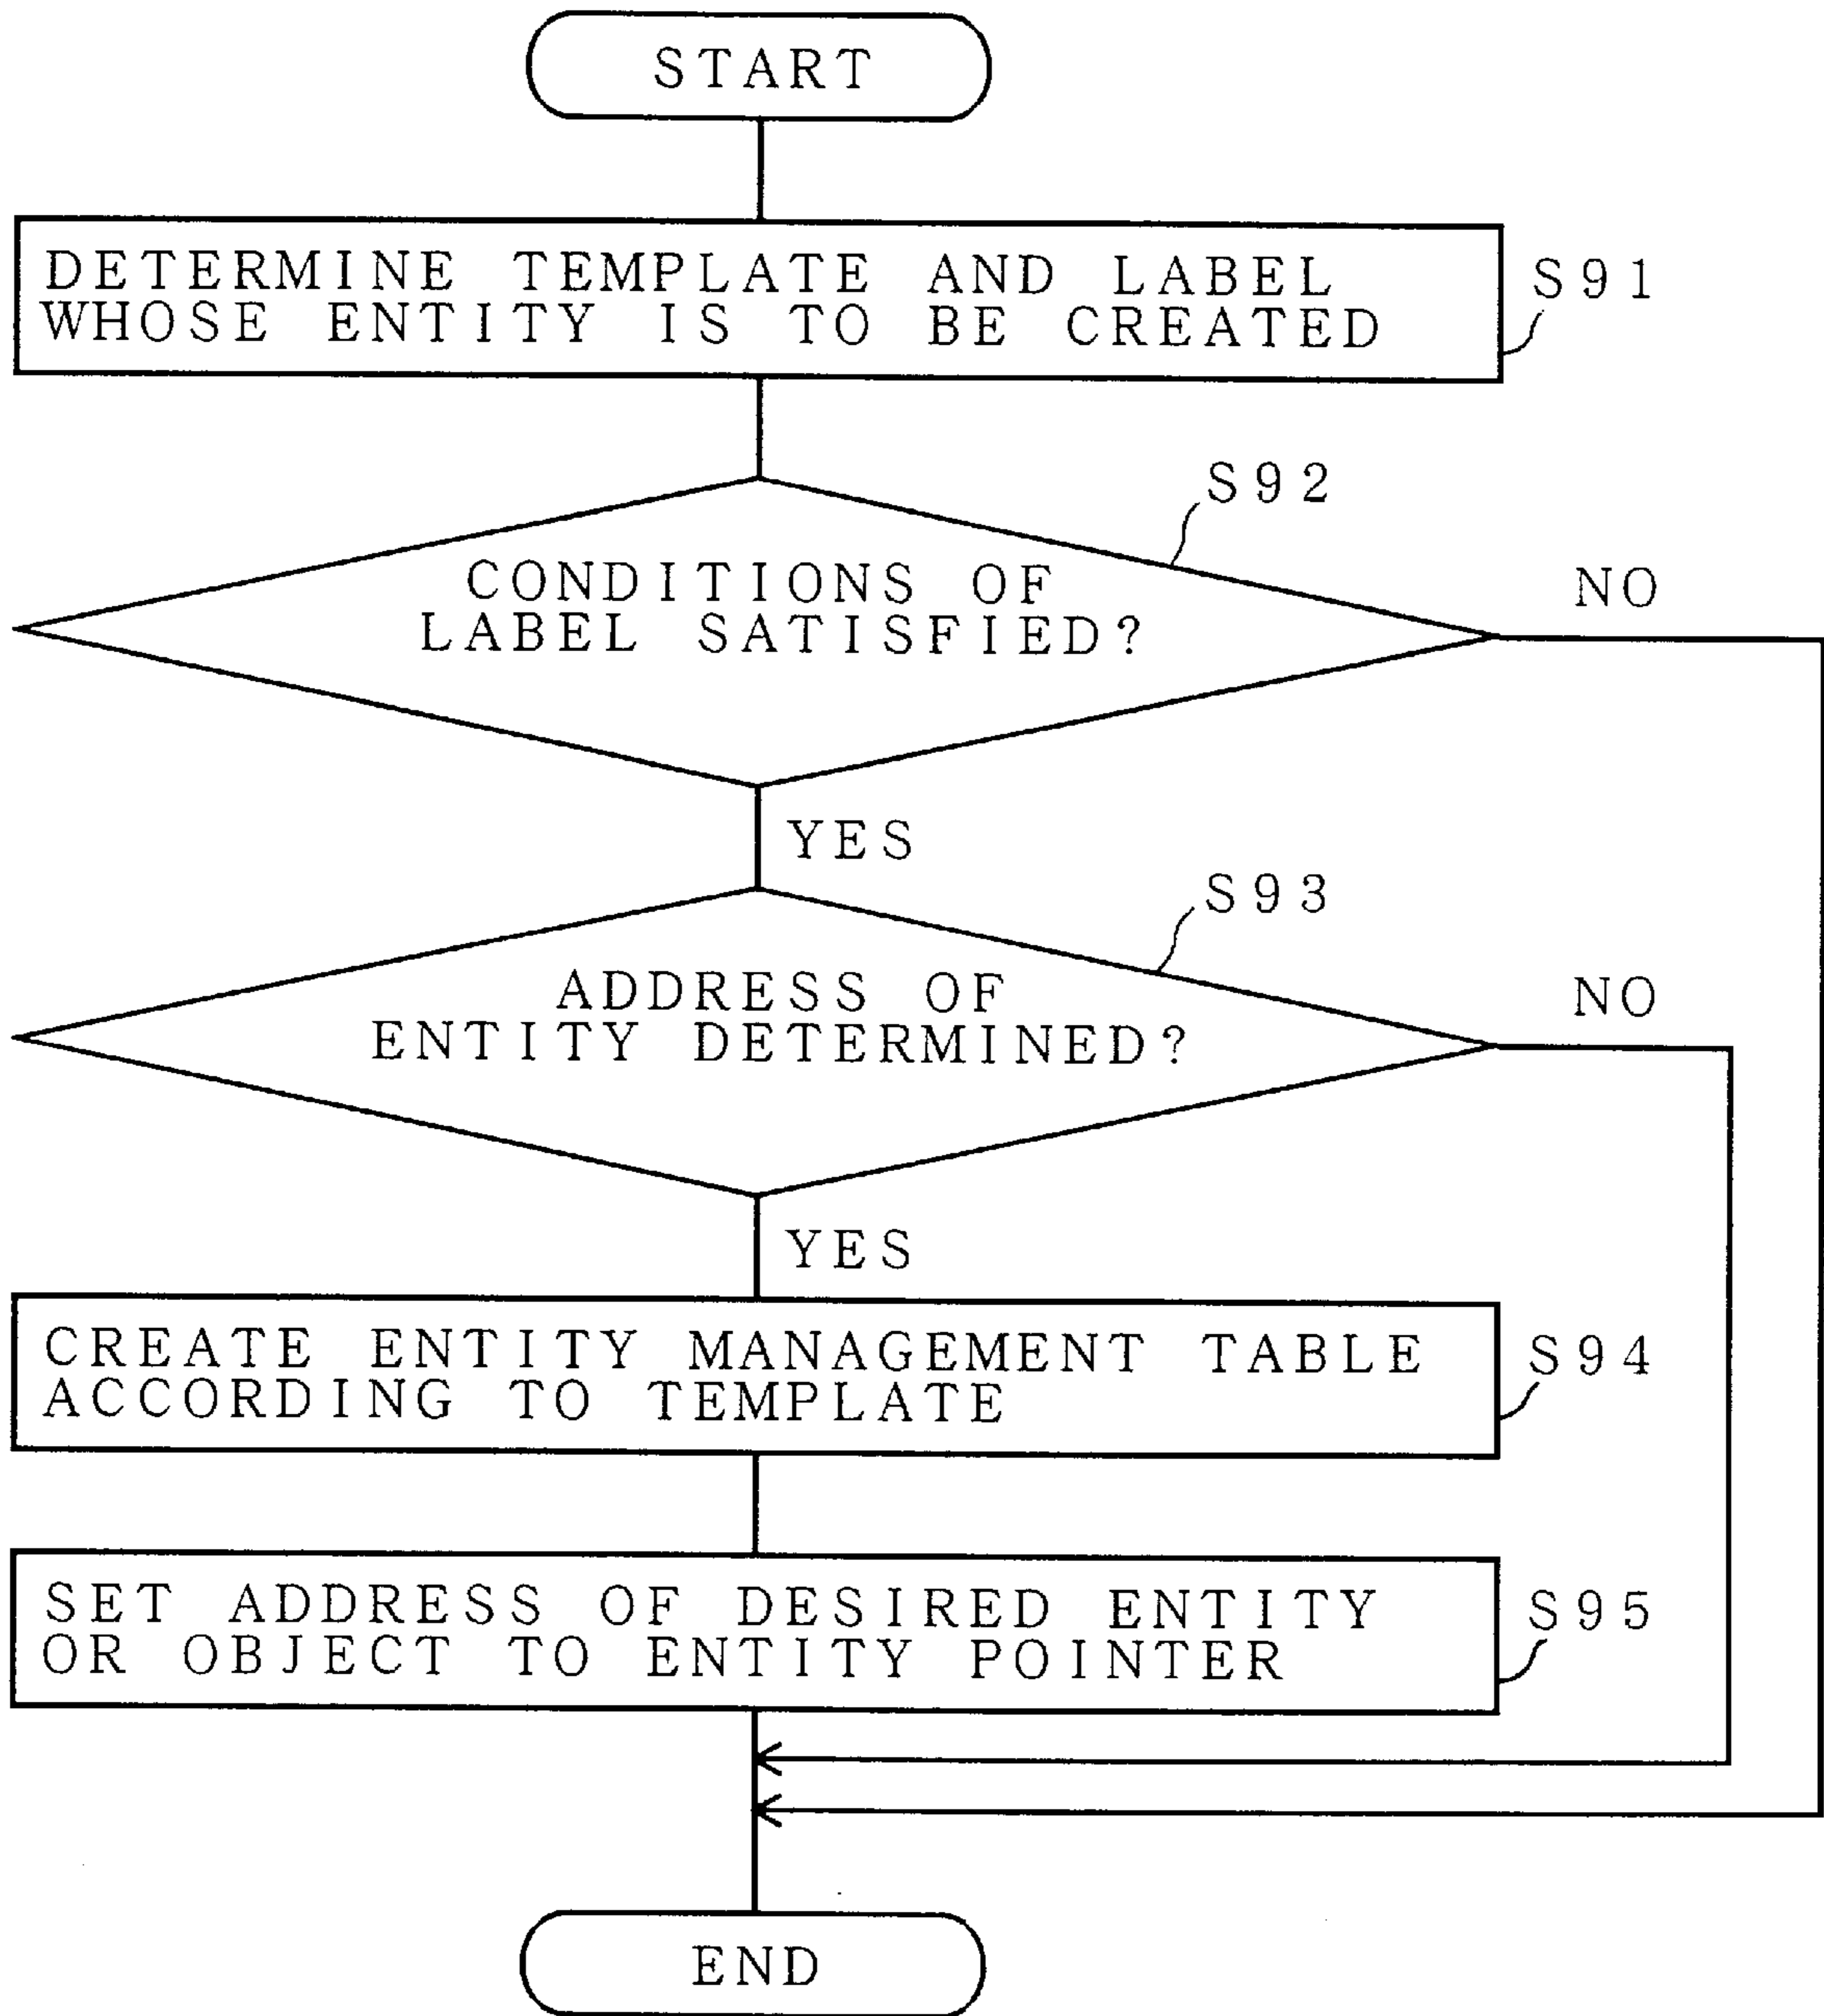 START
DETERMINE TEMPLATE AND LABEL
WHOSE ENTITY IS TO BE CREATED
S91
S92
CONDITIONS OF
LABEL SATISFIED?
NO
YES
S93
ADDRESS OF
ENTITY DETERMINED?
NO
YES
CREATE ENTITY MANAGEMENT TABLE
ACCORDING TO TEMPLATE
S94
SET ADDRESS OF DESIRED ENTITY
OR OBJECT TO ENTITY POINTER
S95
END